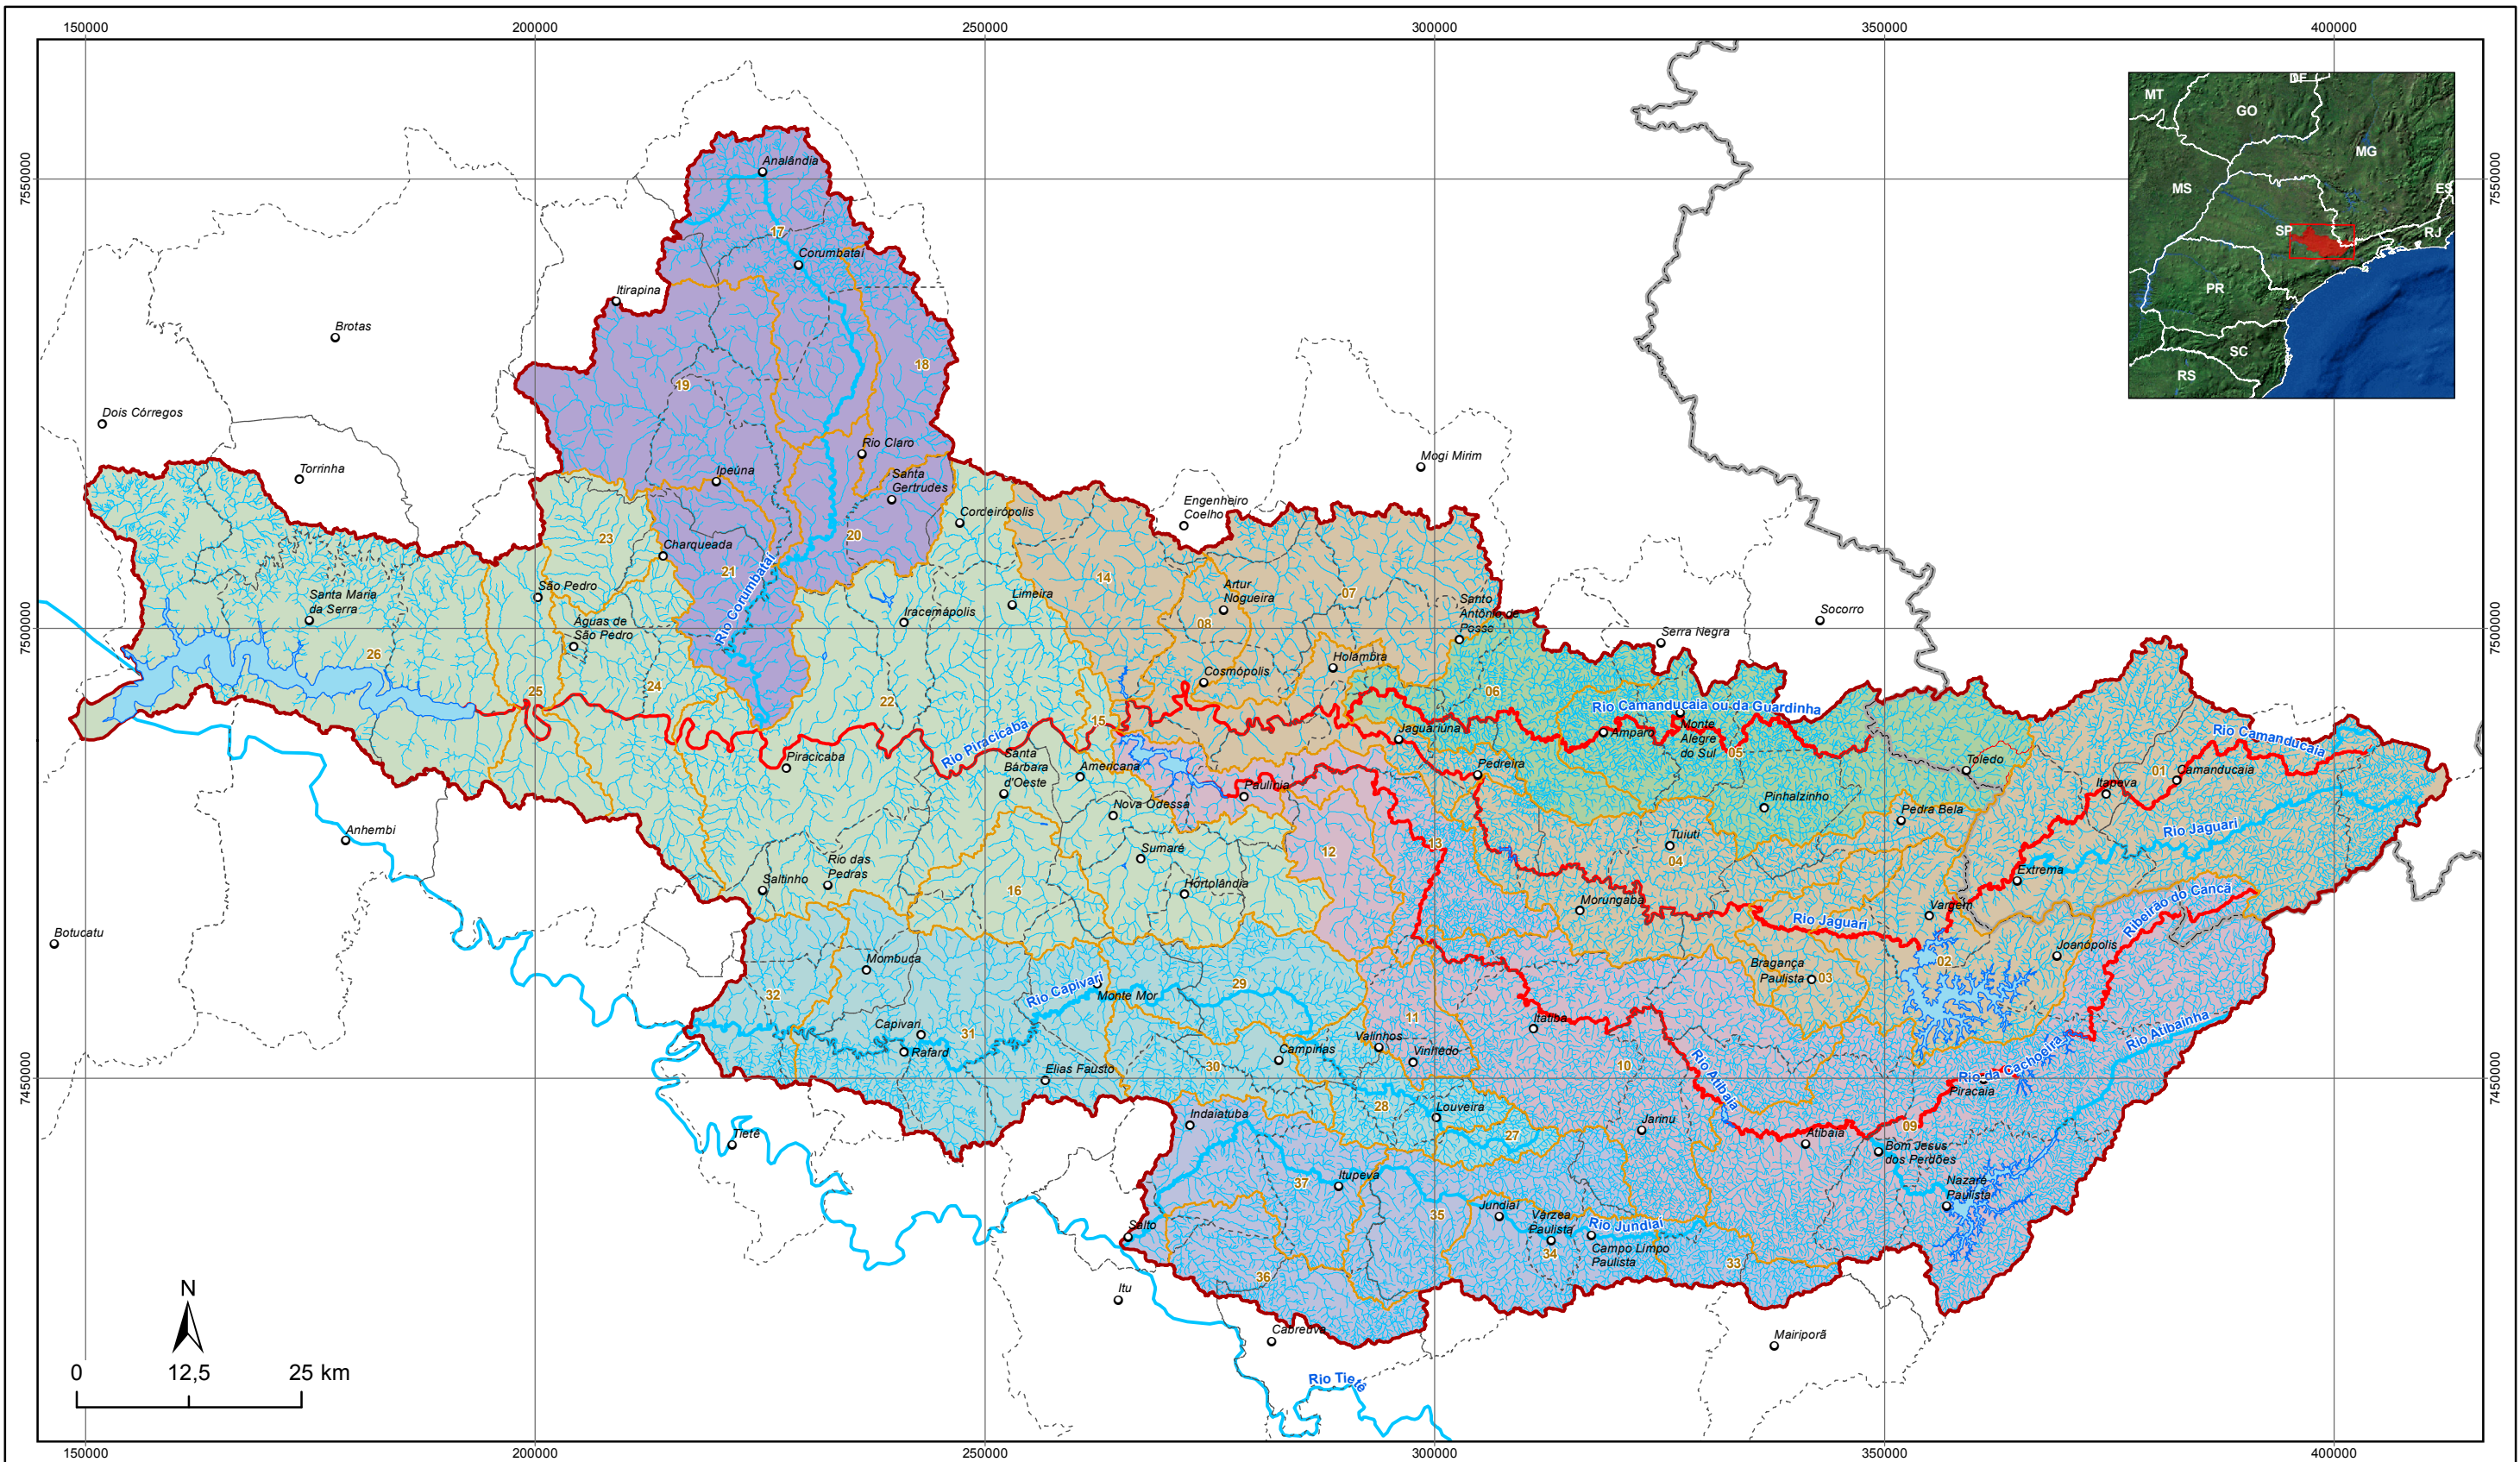 150000
200000
250000
300000
350000
400000
7550000
7550000
DF
MT
GO
MG
MS
ES
SP
RJ
PR
SC
RS
Analândia
17
Corumbataí
Itirapina
Brotas
18
19
Dois Córregos
Rio Claro
Torrinha
Ipeúna
Santa
Gertrudes
Mogi Mirim
Engenheiro
Coelho
Cordeirópolis
20
23
Charqueada
21
Rio Corumbataí
14
São Pedro
Santa Maria
da Serra
Limeira
Iracemápolis
Artur
Nogueira
07
08
Santo
Antônio de
Posse
Socorro
7500000
7500000
Águas de
São Pedro
Serra Negra
26
25
24
22
Holambra
Cosmópolis
06
Rio Camanducaia ou da Guardinha
15
Rio Piracicaba
Jaguariúna
Amparo
Monte
Alegre
do Sul
05
Rio Camanducaia
Piracicaba
Santa
Bárbara
d'Oeste
Americana
Paulínia
Pedreira
Toledo
01
Camanducaia
Itapeva
Nova Odessa
Pinhalzinho
Pedra Bela
Rio Jaguari
Anhembi
Sumaré
12
13
Tuiuti
04
Rio das
Pedras
Saltinho
16
Hortolândia
Extrema
Ribeirão do Cancã
Morungaba
Vargem
Rio Jaguari
Botucatu
Joanópolis
Mombuca
Bragança
Paulista
03
02
32
Rio Capivari
Monte Mor
29
Capivari
31
Rafard
11
Itatiba
Valinhos
Vinhedo
Campinas
30
10
Rio Atibainha
Rio da Cachoeira
Rio Atibaia
7450000
7450000
Elias Fausto
Piracaia
Indaiatuba
28
Louveira
27
Jarinu
Atibaia
09
Bom Jesus
dos Perdões
Tietê
37
Itupeva
Nazaré
Paulista
35
Jundiaí
Várzea
Paulista
Rio Jundiaí
Salto
34
Campo Limpo
Paulista
33
36
Itu
Cabreúva
Mairiporã
Rio Tietê
N
0
12,5
25 km
150000
200000
250000
300000
350000
400000